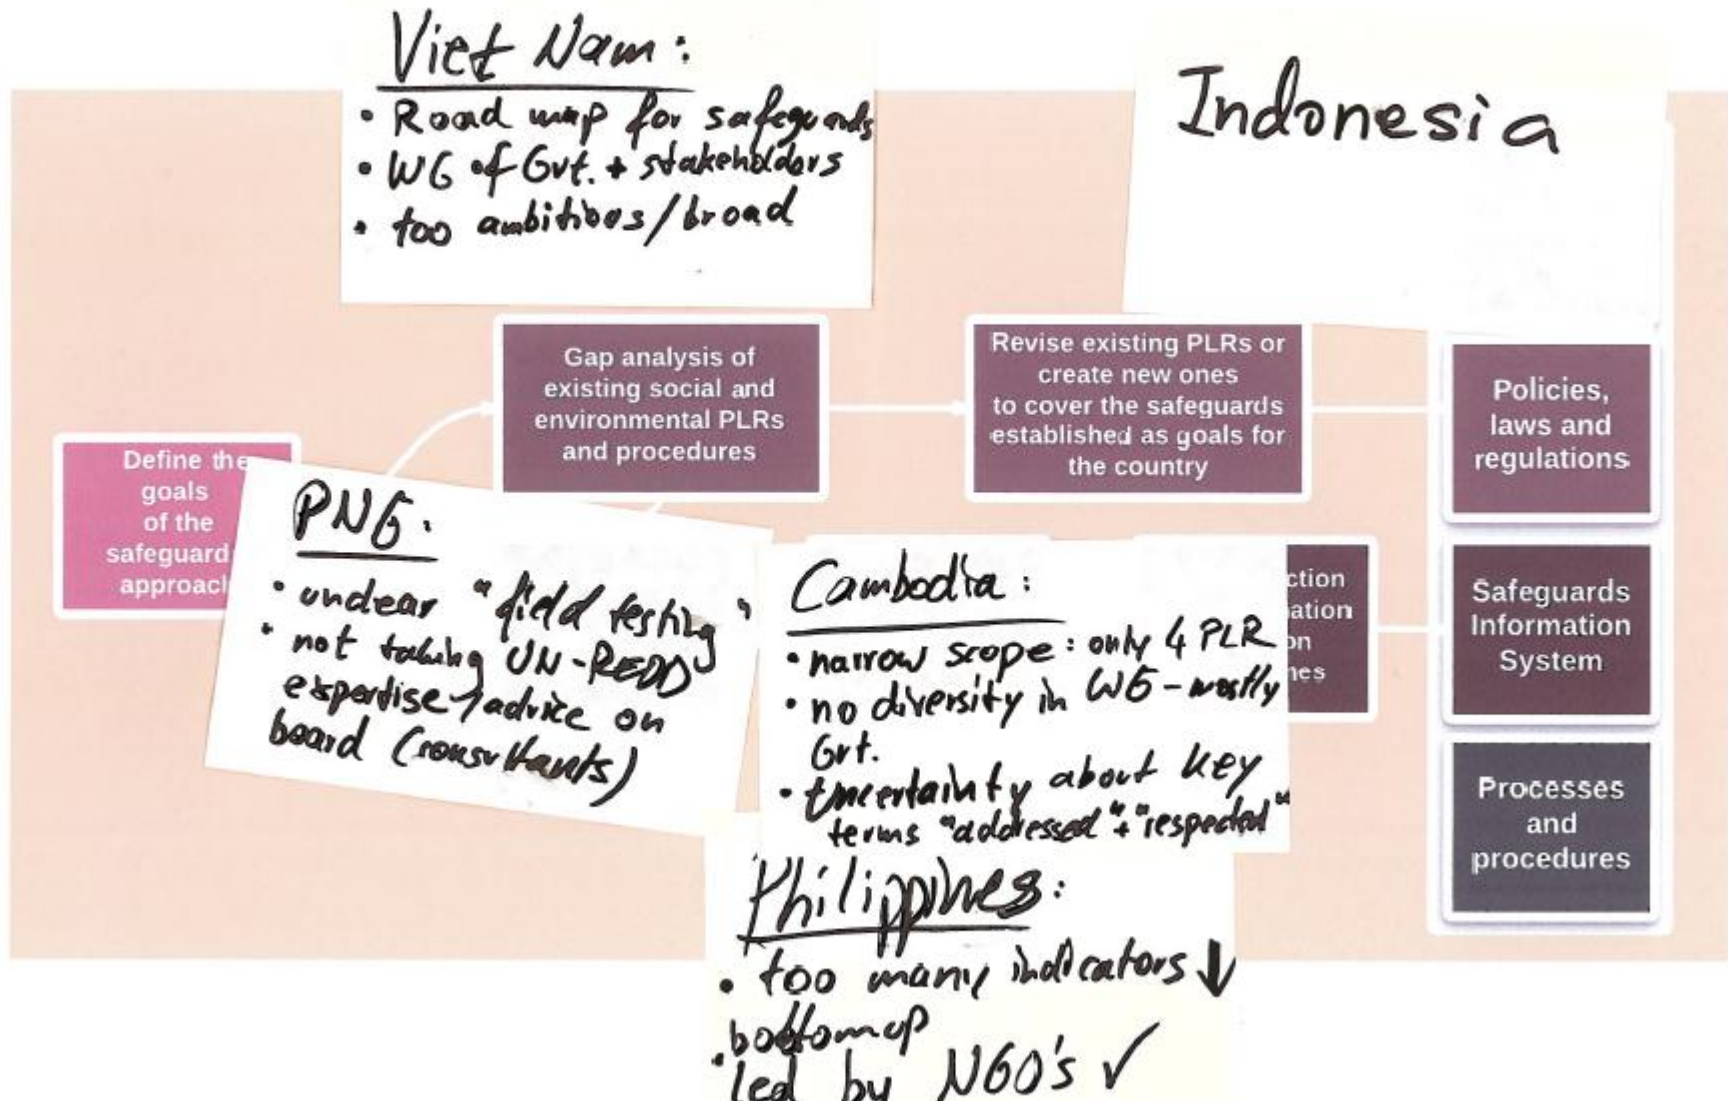 Viet Nam:
• Road map for safeguards
• WG of Gvt. + stakeholders
• too ambitious/broad
Indonesia
Gap analysis of
existing social and
environmental PLRs
and procedures
Revise existing PLRs or
create new ones
to cover the safeguards
established as goals for
the country
Policies,
laws and
regulations
Define the
goals
of the
safeguard
approach
PNG:
• unclear "field testing"
• not taking UN-REDD
expertise/advice on
board (consultants)
Cambodia:
• narrow scope: only 4 PLR
• no diversity in WG - mostly
Gvt.
• Uncertainty about key
terms "addressed" + "respected"
ction
ation
on
nes
Safeguards
Information
System
Processes
and
procedures
Philippines:
• too many indicators ↓
bottom up
• led by NGO's ✓